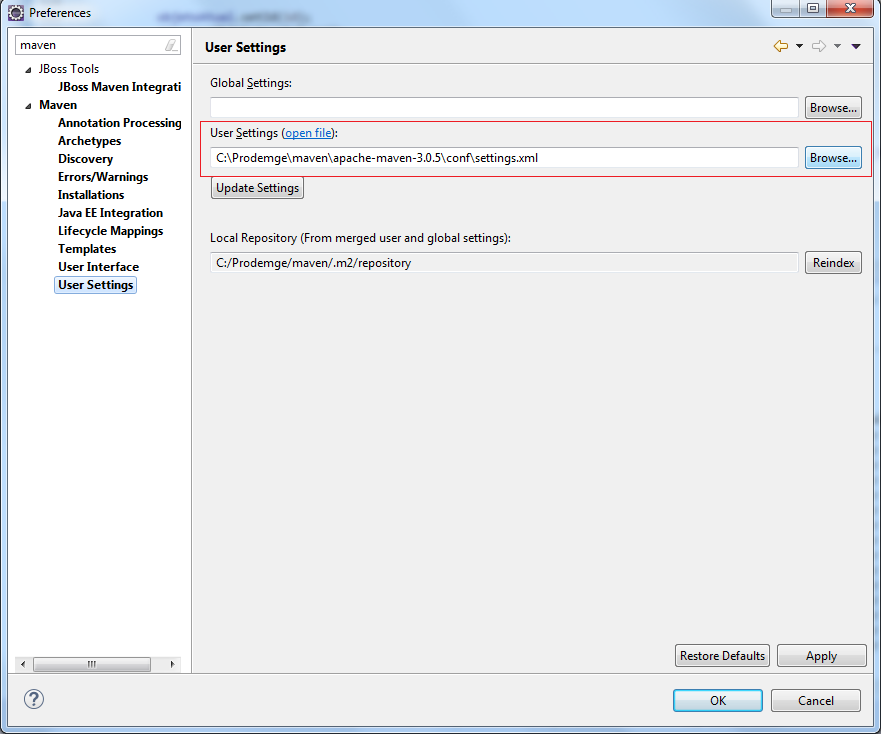 Preferences
maven
JBoss Tools
JBoss Maven Integrati
Maven
Annotation Processing
Archetypes
Discovery
Errors/Warnings
Installations
Java EE Integration
Lifecycle Mappings
Templates
User Interface
User Settings
User Settings
Global Settings:
Browse...
User Settings (open file):
C:\Prodemge\maven\apache-maven-3.0.5\conf\settings.xml
Browse...
Update Settings
Local Repository (From merged user and global settings):
C:/Prodemge/maven/.m2/repository
Reindex
Restore Defaults
Apply
?
OK
Cancel